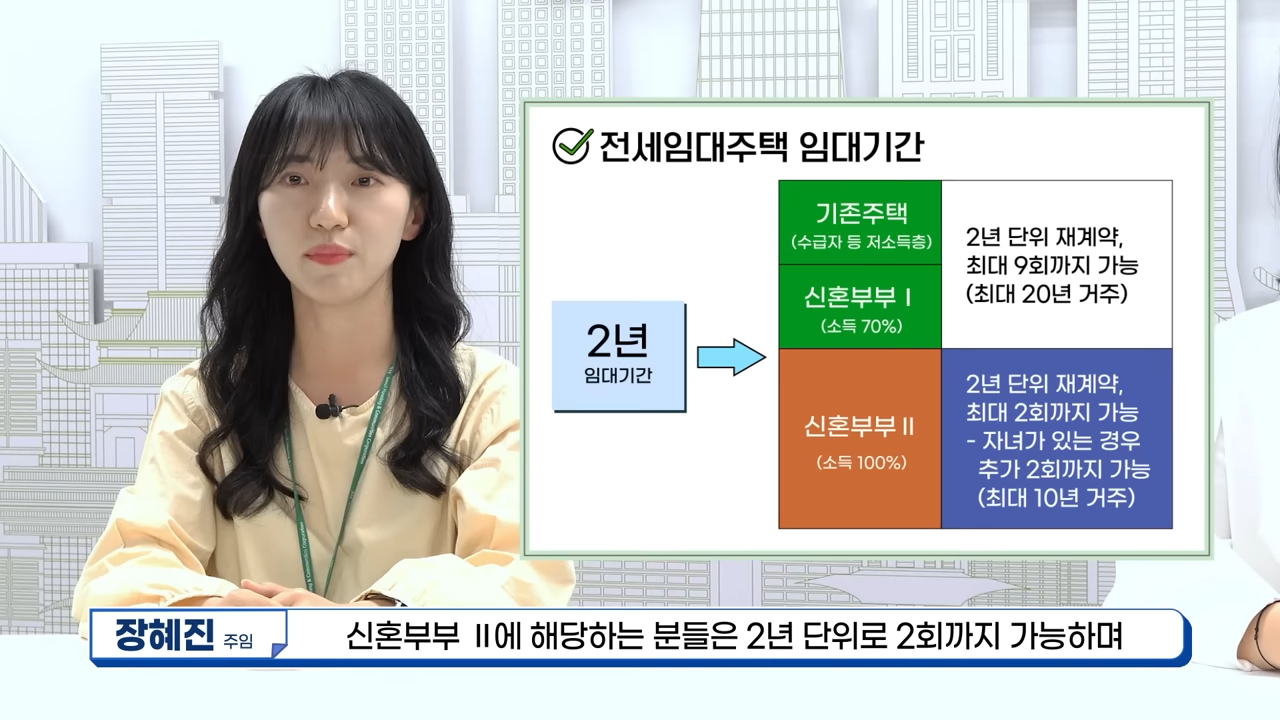 전세임대주택 임대기간
2년
임대기간
기존주택
(수급자 등 저소득층)
신혼부부 Ⅰ
(소득 70%)
2년 단위 재계약,
최대 9회까지 가능
(최대 20년 거주)
신혼부부 Ⅱ
(소득 100%)
2년 단위 재계약,
최대 2회까지 가능
- 자녀가 있는 경우
추가 2회까지 가능
(최대 10년 거주)
장혜진 주임
신혼부부 Ⅱ에 해당하는 분들은 2년 단위로 2회까지 가능하며